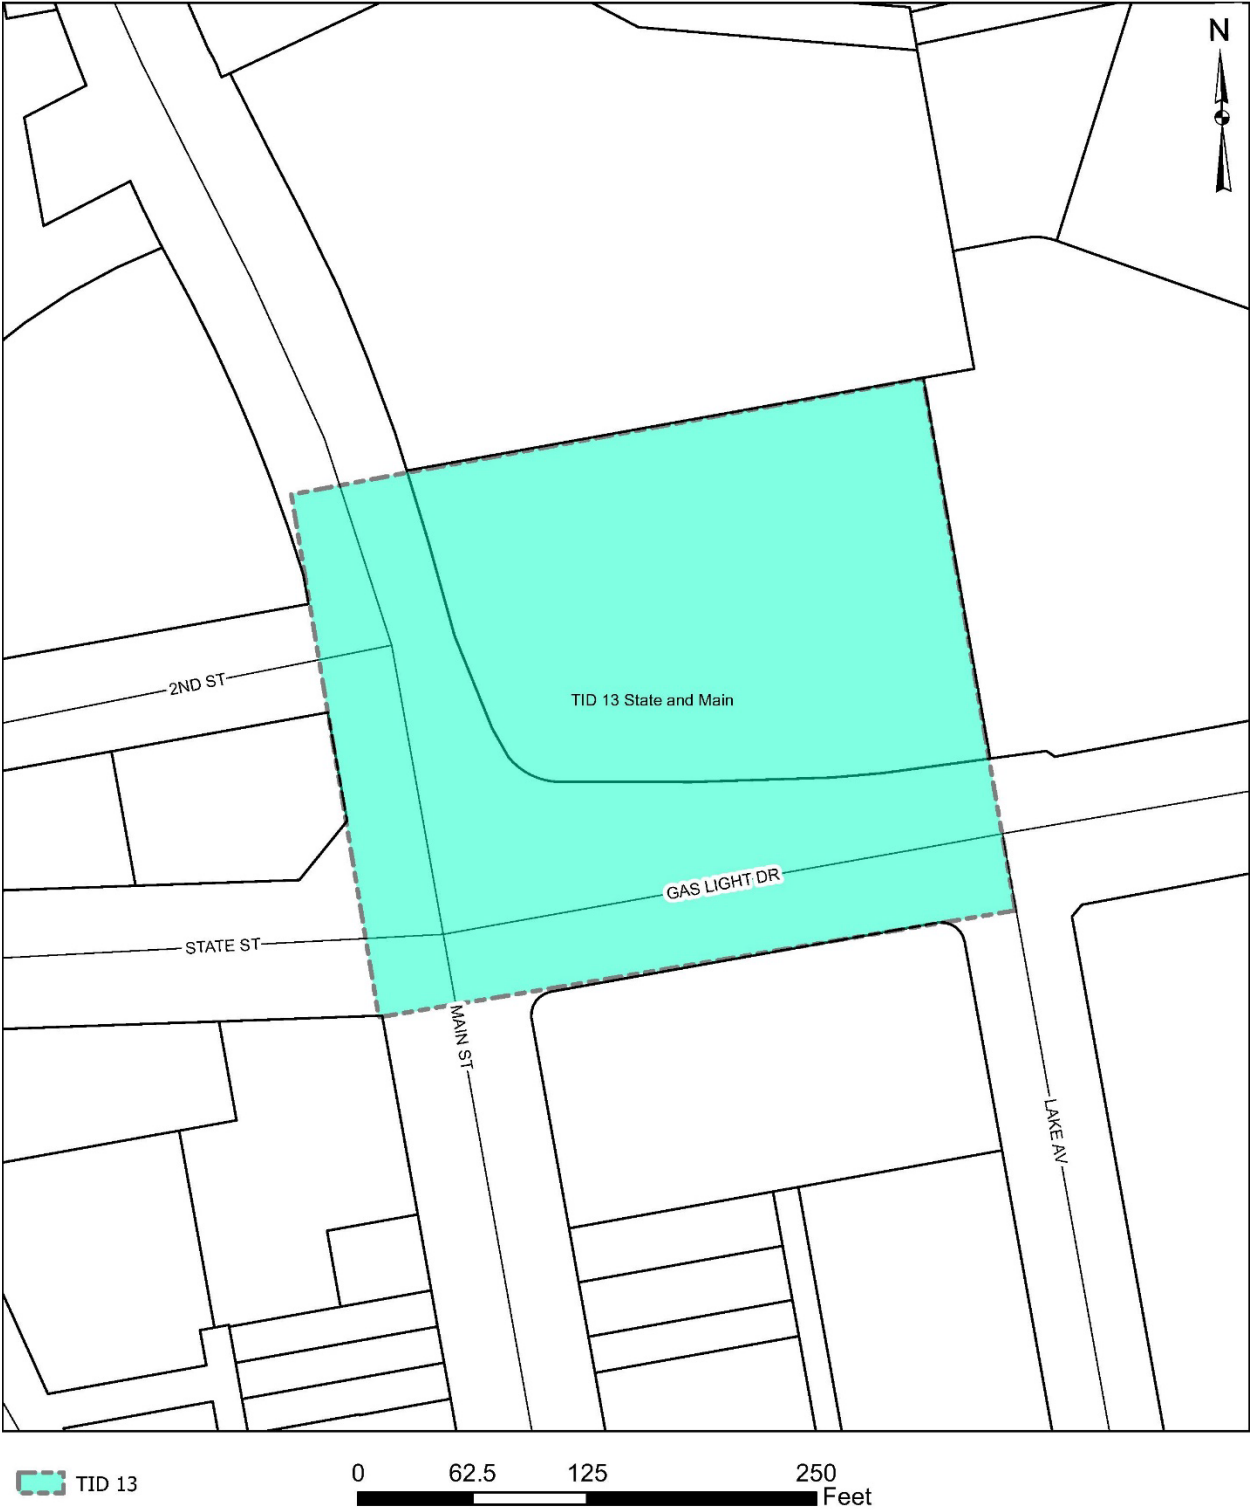 N
2ND ST
TID 13 State and Main
GAS LIGHT DR
STATE ST
MAIN ST
LAKE AV
TID 13
0 62.5 125 250
Feet